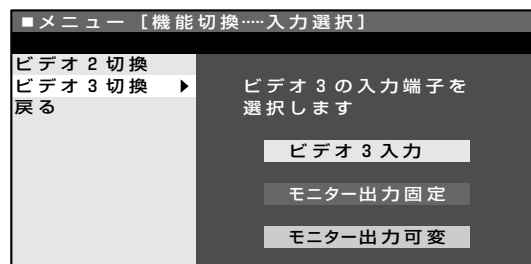 ■メニュー [機能切換┈入力選択]
ビデオ2切換
ビデオ3切換 ▶
戻る
ビデオ3の入力端子を
選択します
ビデオ3入力
モニター出力固定
モニター出力可変